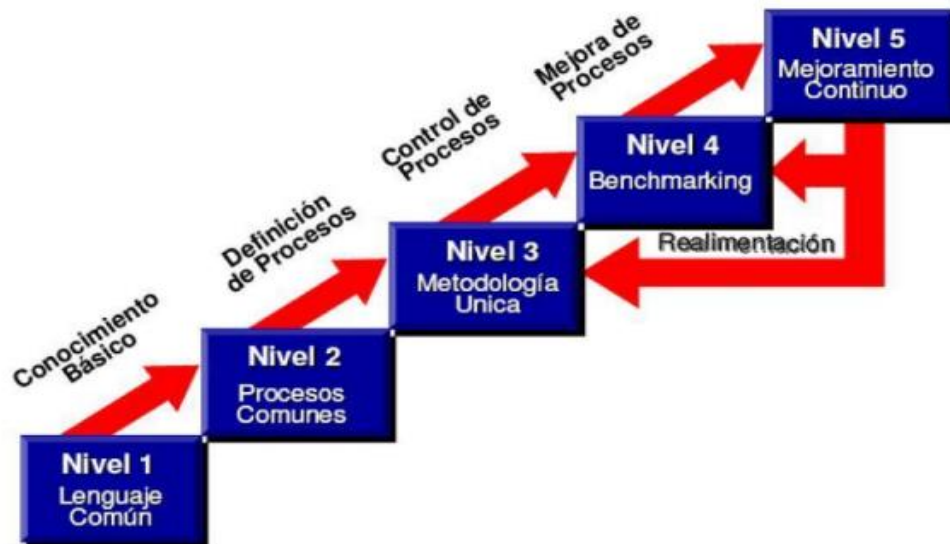 Nivel 5
Mejoramiento
Continuo
Mejora de
Procesos
Nivel 4
Benchmarking
Control de
Procesos
Realimentación
Nivel 3
Metodología
Unica
Definición
de Procesos
Nivel 2
Procesos
Comunes
Conocimiento
Básico
Nivel 1
Lenguaje
Común